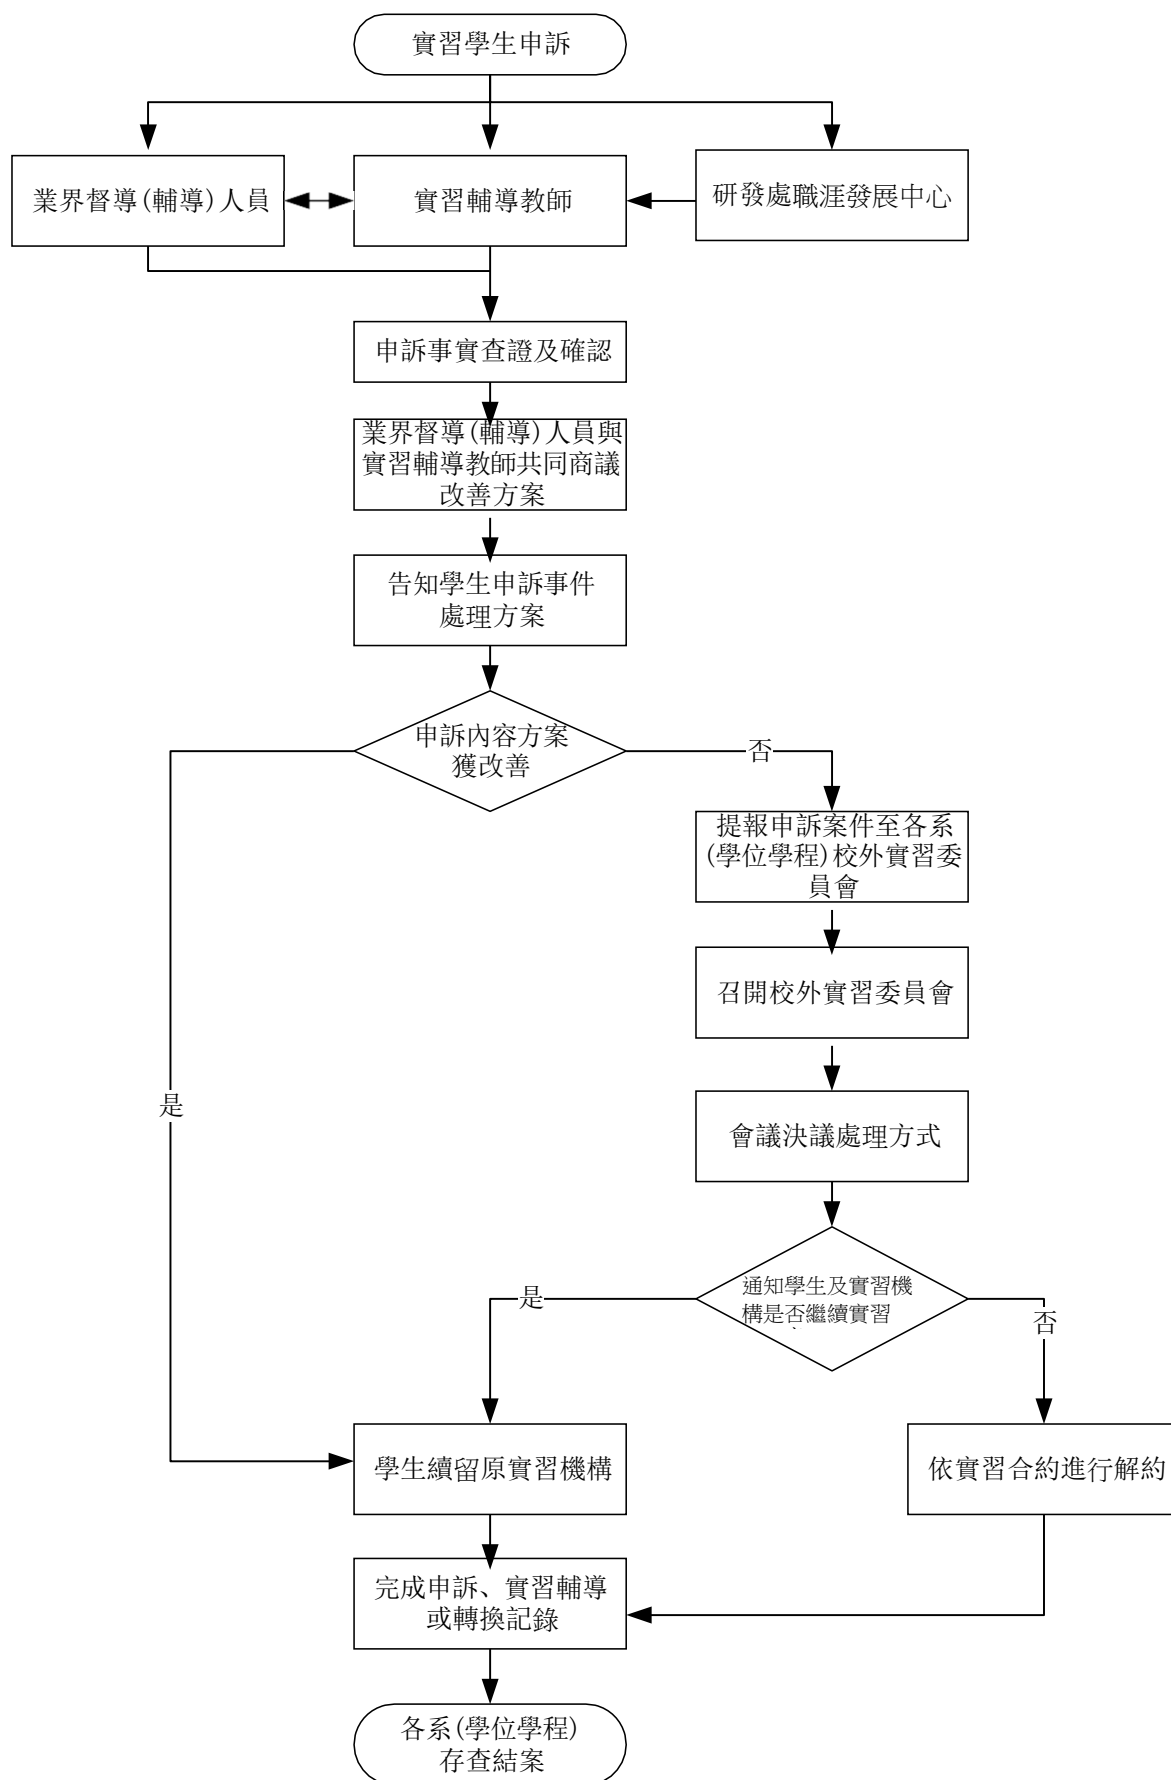 實習學生申訴
業界督導(輔導)人員
實習輔導教師
研發處職涯發展中心
申訴事實查證及確認
業界督導(輔導)人員與
實習輔導教師共同商議
改善方案
告知學生申訴事件
處理方案
申訴內容方案
獲改善
否
提報申訴案件至各系
(學位學程)校外實習委
員會
召開校外實習委員會
是
會議決議處理方式
通知學生及實習機
構是否繼續實習
是
否
學生續留原實習機構
依實習合約進行解約
完成申訴、實習輔導
或轉換記錄
各系(學位學程)
存查結案